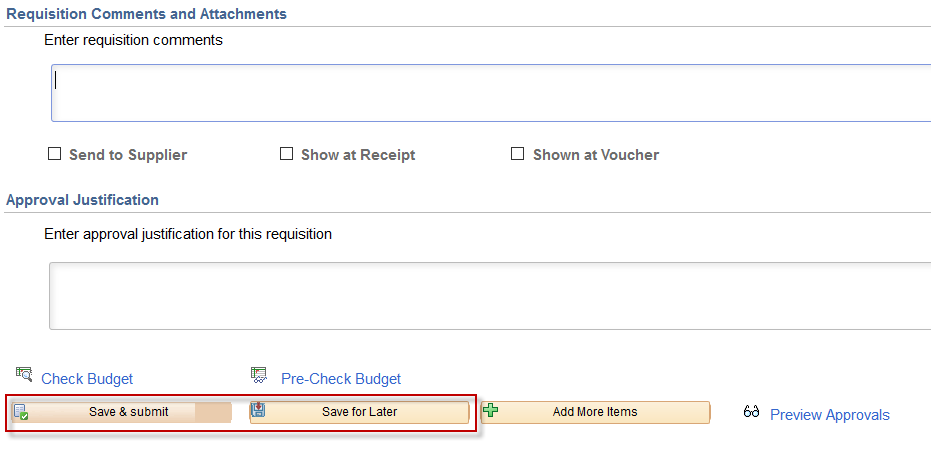 Requisition Comments and Attachments
Enter requisition comments
Send to Supplier Show at Receipt Shown at Voucher
Approval Justification
Enter approval justification for this requisition
Check Budget Pre-Check Budget
Save & submit Save for Later Add More Items Preview Approvals